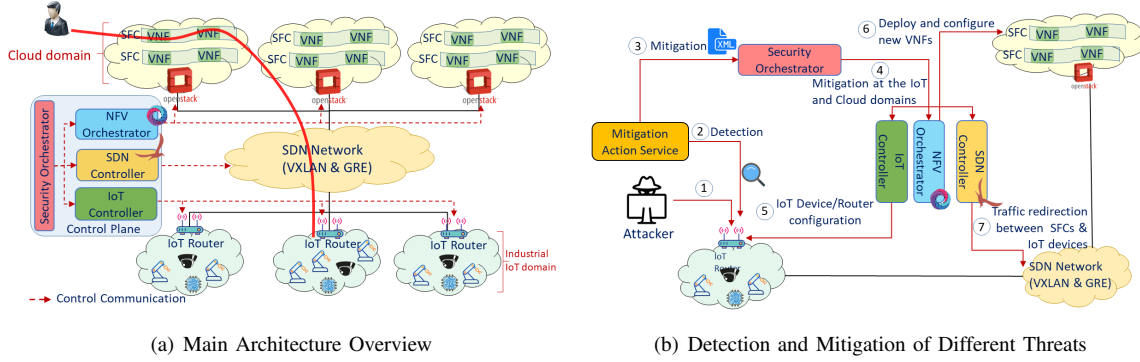 SFC VNF VNF
SFC VNF VNF
openstack
VNF VNF
VNF VNF
openstack
VNF VNF
VNF VNF
openstack
Cloud domain
Security Orchestrator
NFV
Orchestrator
SDN
Controller
IoT
Controller
Control Plane
SDN Network
(VXLAN & GRE)
IoT Router
IoT Router
IoT Router
Industrial
IoT domain
Control Communication
(a) Main Architecture Overview
3 Mitigation
XML
Security
Orchestrator
6 Deploy and configure
new VNFs
SFC VNF VNF
SFC VNF VNF
openstack
4
Mitigation at the IoT
and Cloud domains
Mitigation
Action Service
2 Detection
IoT
Controller
NFV
Orchestrator
SDN
Controller
1
Attacker
5 IoT Device/Router
configuration
7 Traffic redirection
between SFCs &
IoT devices
IoT
Router
SDN Network
(VXLAN & GRE)
(b) Detection and Mitigation of Different Threats